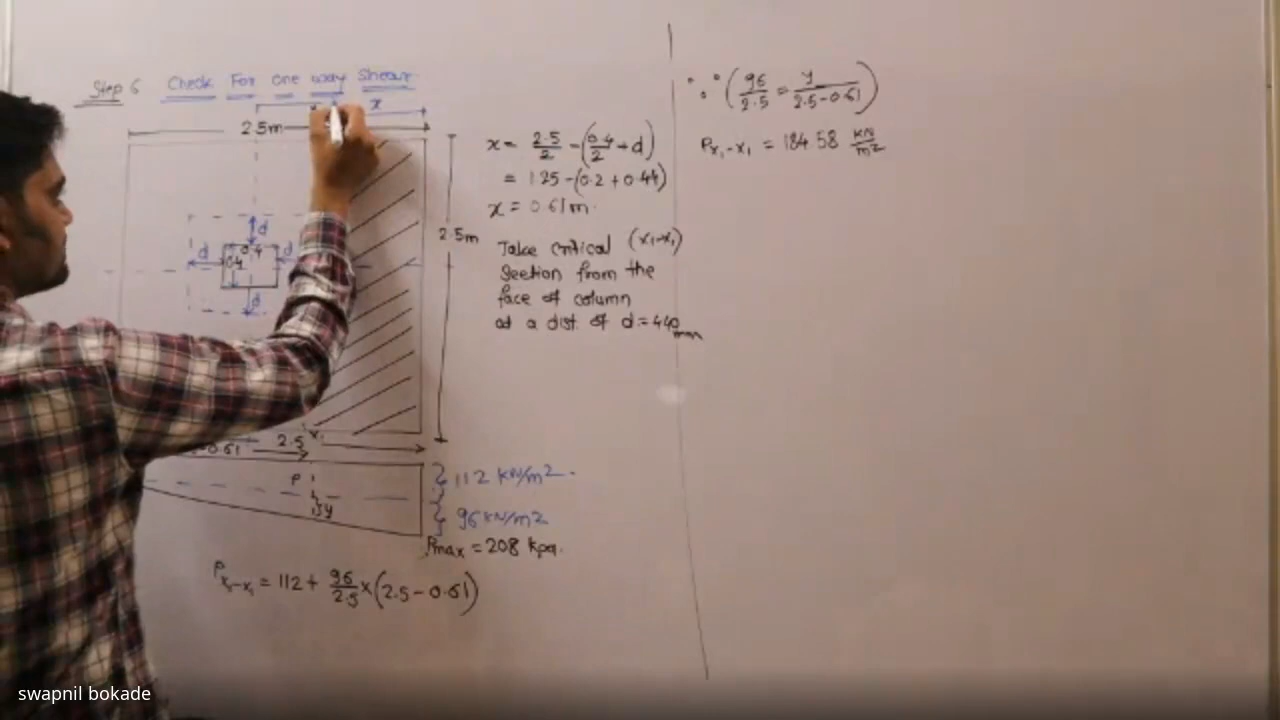 Step 6 Check For One way Shear
x
2.5m
d
d
0.4
d
0.4
d
2.5m
x = 2.5/2 - (0.4/2 + d)
= 1.25 - (0.2 + 0.44)
x = 0.61m.
Take critical (x₁-x₁)
section from the
face of column
at a dist. of d = 440mm
-0.61
2.5
x₁
P
y
} 112 KN/m2
} 96 KN/m2
Pmax = 208 kpa.
Px₁-x₁ = 112 + 96/2.5 x (2.5 - 0.61)
∵ (96/2.5 = y/2.5-0.61)
Px₁-x₁ = 184.58 KN/m2
swapnil bokade